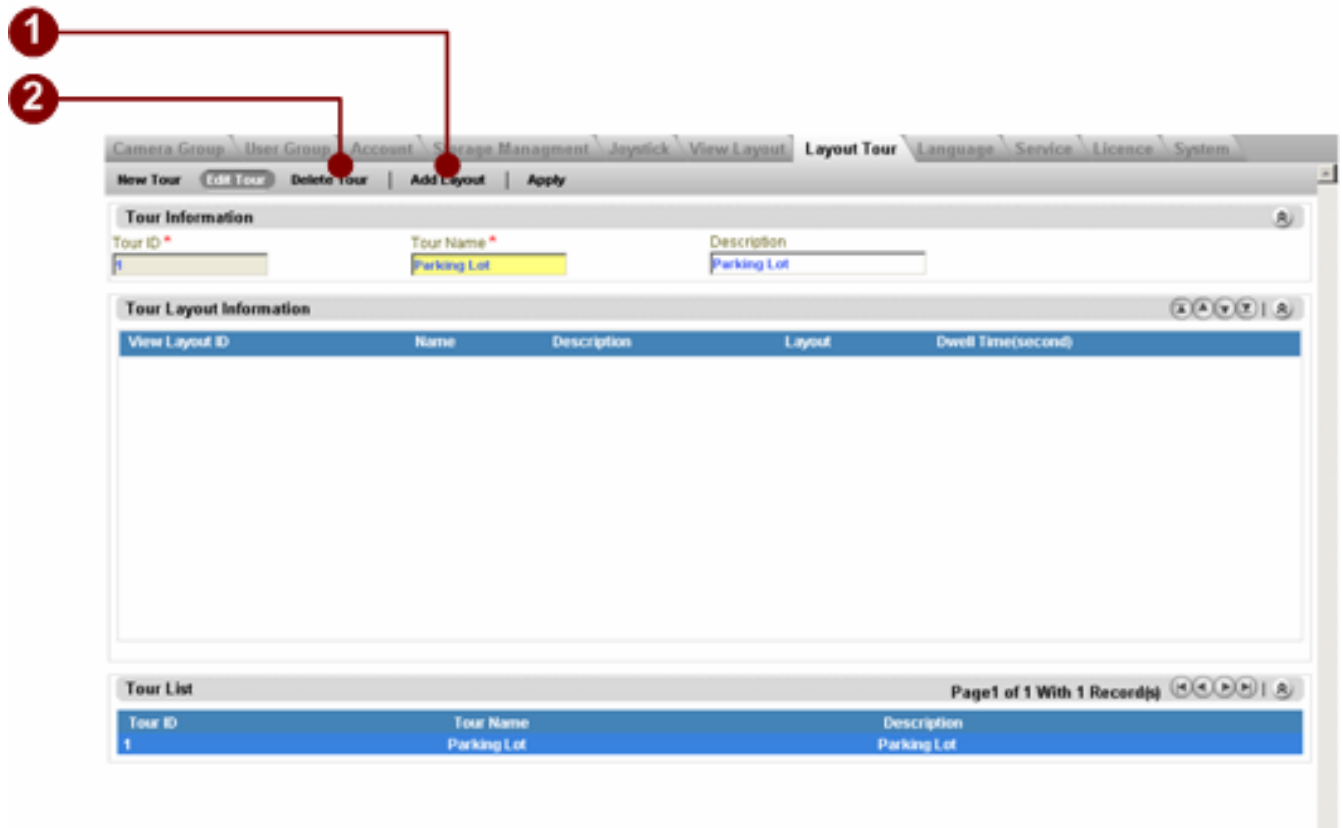 1
2
Camera Group User Group Account Storage Managment Joystick View Layout Layout Tour Language Service Licence System
New Tour Edit Tour Delete Tour | Add Layout | Apply
Tour Information
Tour ID * Tour Name * Description
1 Parking Lot Parking Lot
Tour Layout Information
View Layout ID Name Description Layout Dwell Time(second)
Tour List Page1 of 1 With 1 Record(s)
Tour ID Tour Name Description
1 Parking Lot Parking Lot